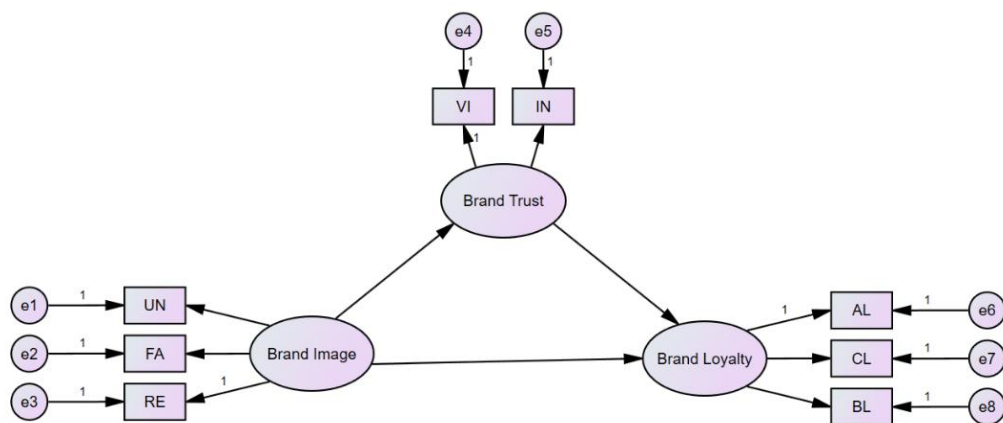 e4
e5
1
1
VI
IN
1
Brand Trust
e1
1
UN
e2
1
FA
e3
1
RE
1
Brand Image
Brand Loyalty
1
AL
1
e6
CL
1
e7
BL
1
e8